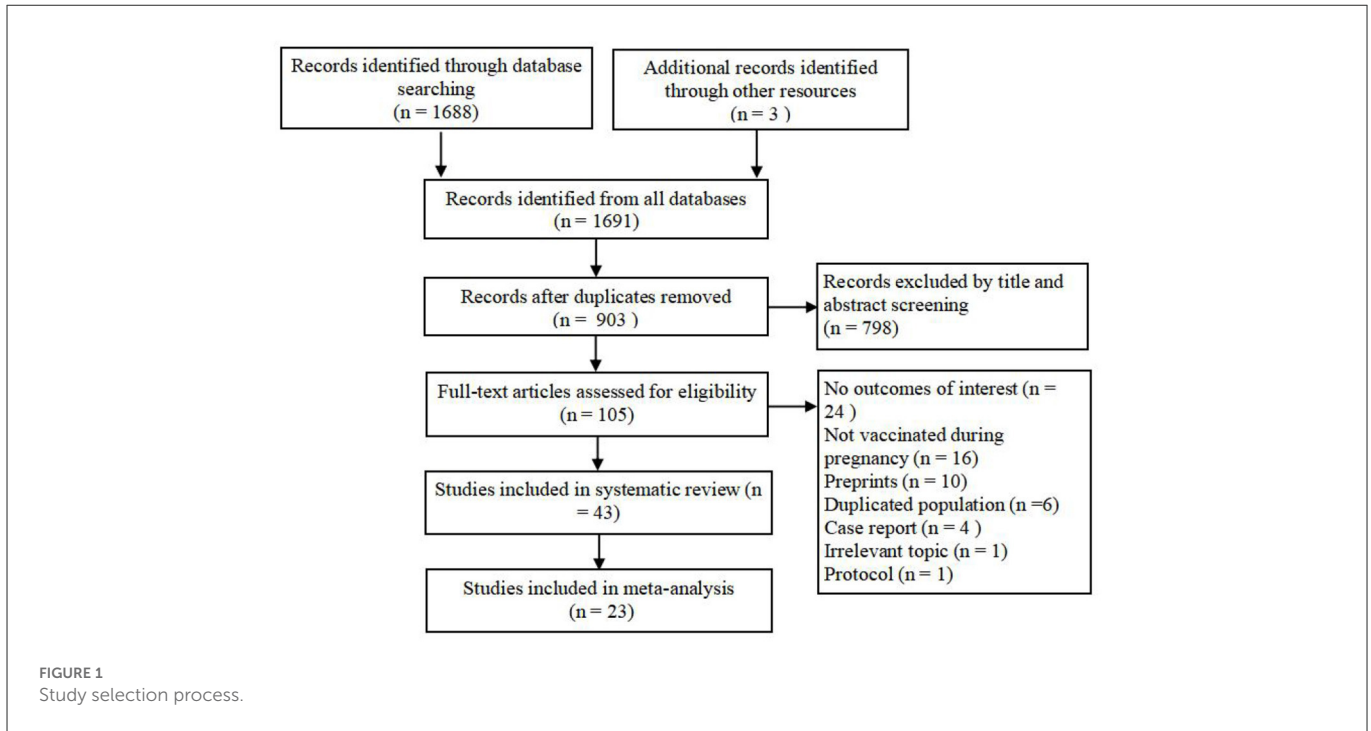 Records identified through database
searching
(n = 1688)
Additional records identified
through other resources
(n = 3 )
Records identified from all databases
(n = 1691)
Records after duplicates removed
(n = 903 )
Records excluded by title and
abstract screening
(n = 798)
Full-text articles assessed for eligibility
(n = 105)
No outcomes of interest (n =
24 )
Not vaccinated during
pregnancy (n = 16)
Preprints (n = 10)
Duplicated population (n =6)
Case report (n = 4 )
Irrelevant topic (n = 1)
Protocol (n = 1)
Studies included in systematic review (n
= 43)
Studies included in meta-analysis
(n = 23)
FIGURE 1
Study selection process.